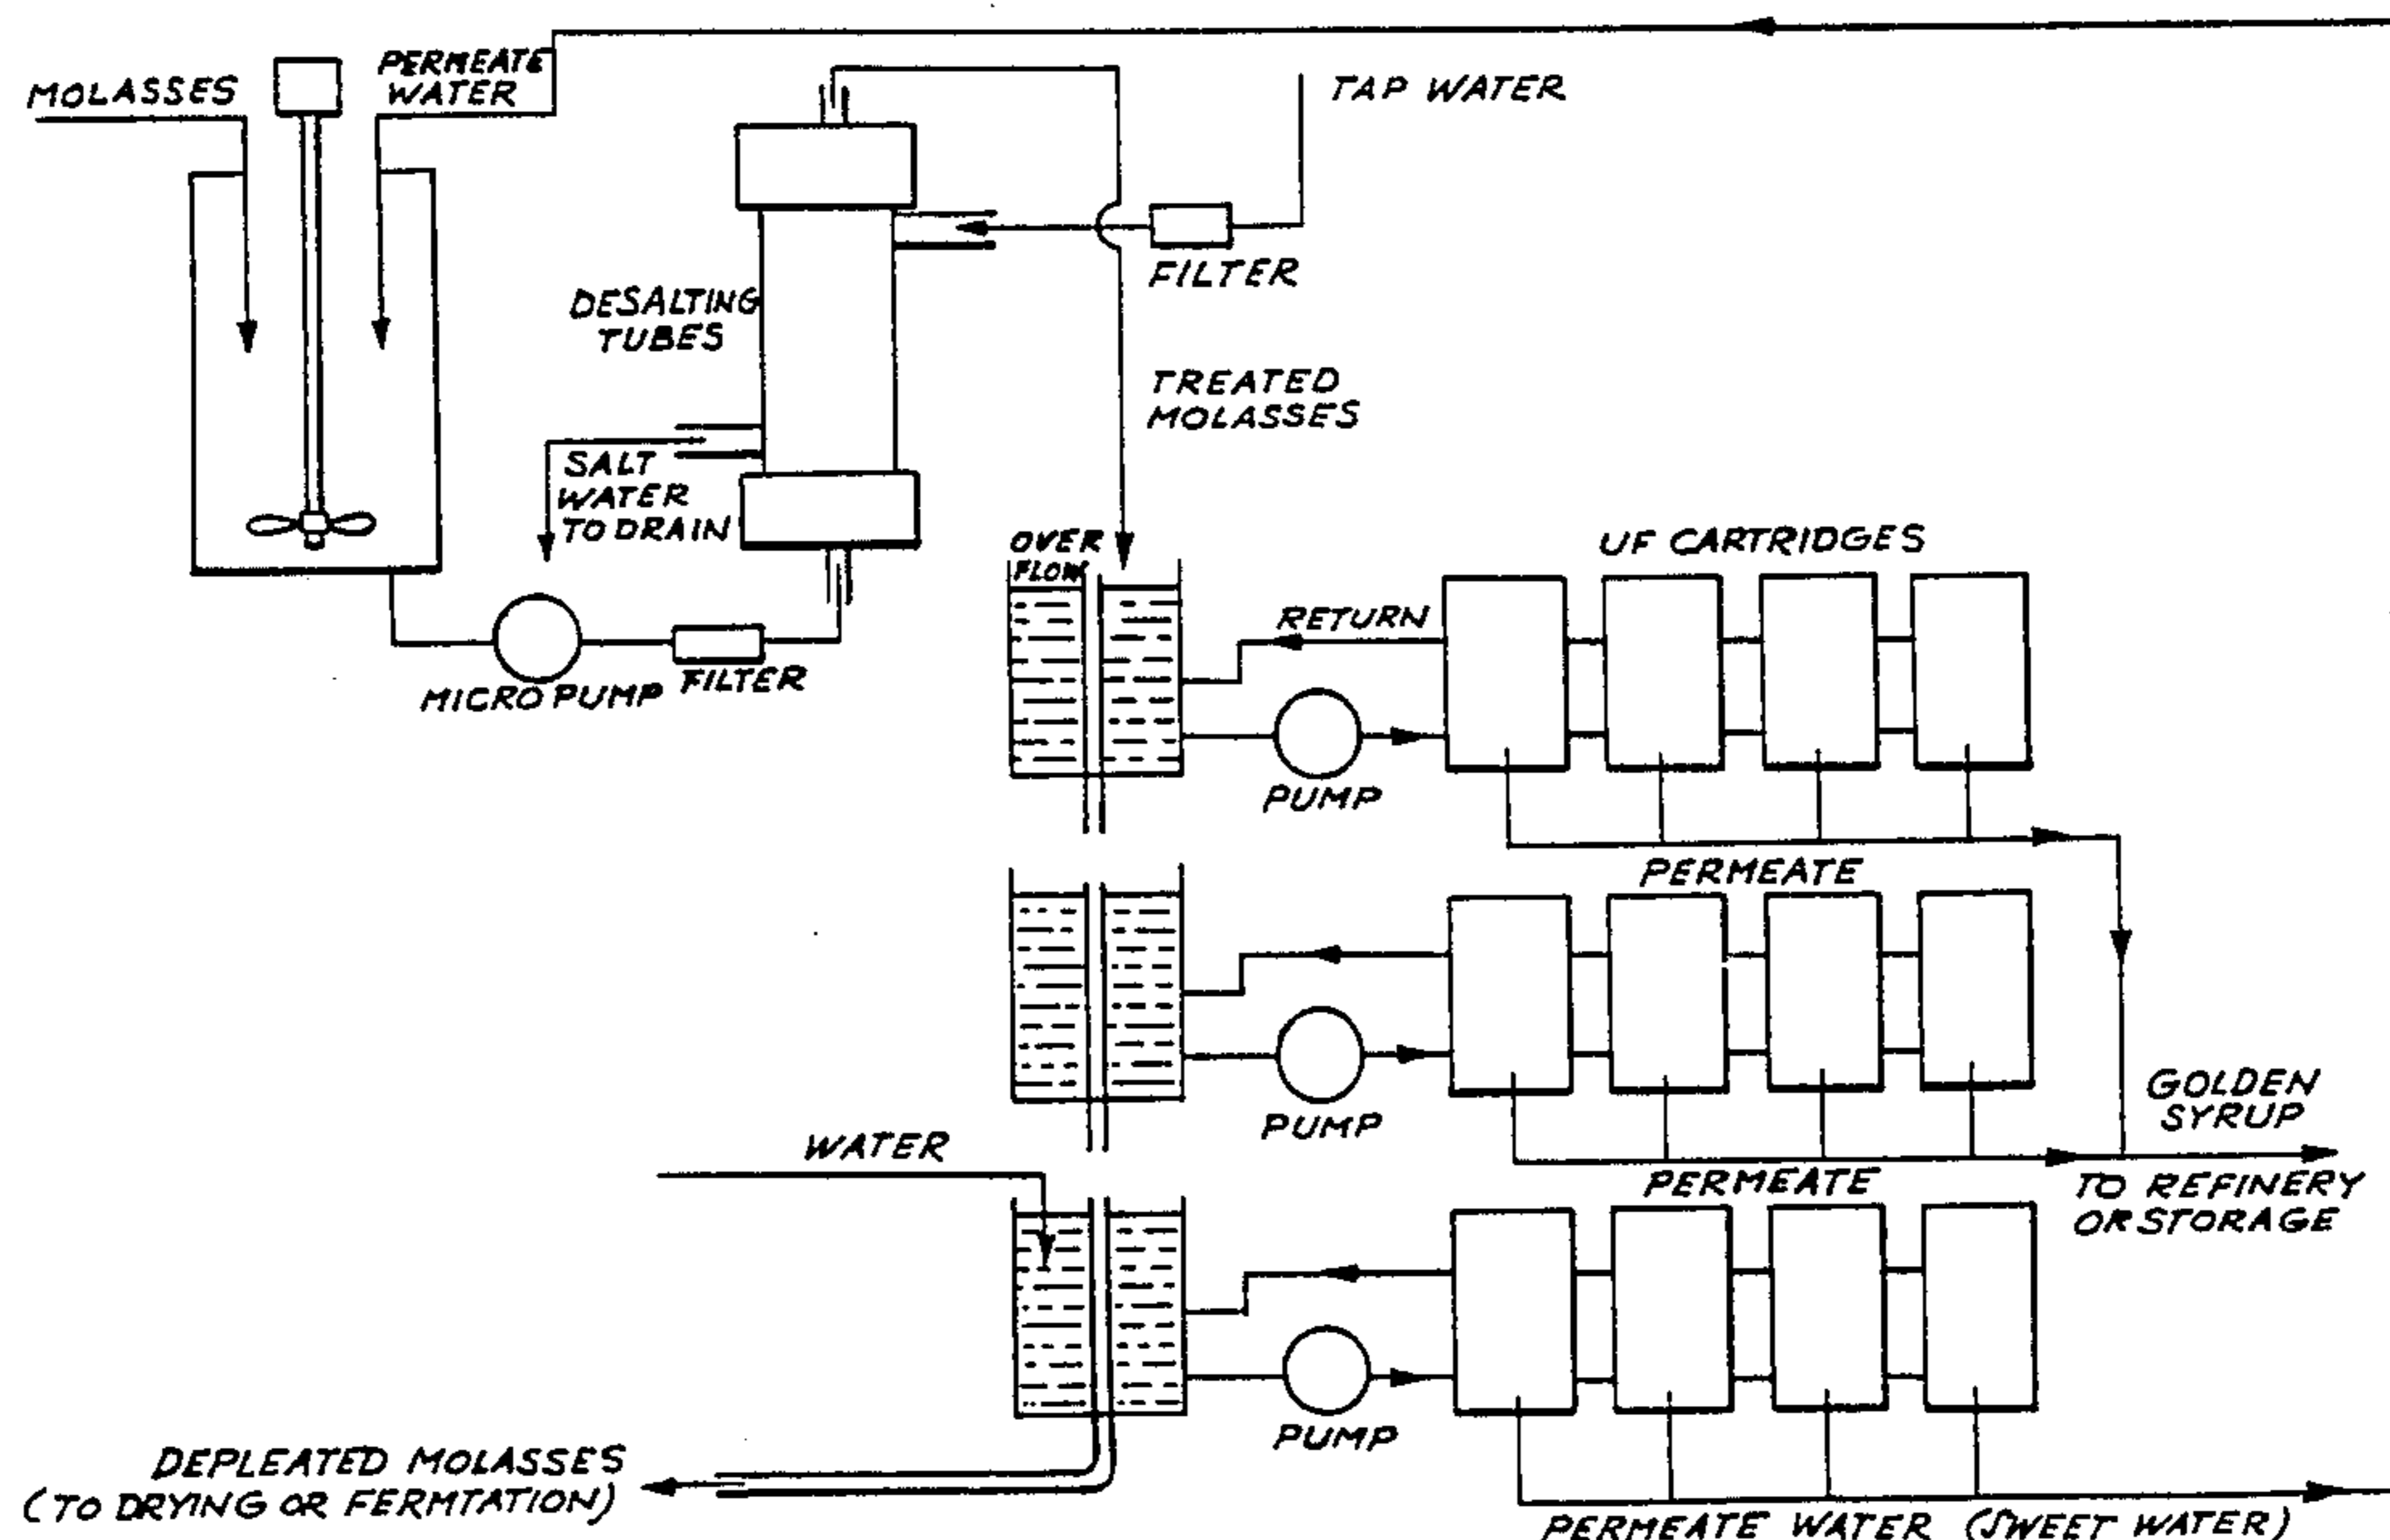 MOLASSES
PERMEATE
WATER
TAP WATER
FILTER
DESALTING
TUBES
TREATED
MOLASSES
SALT
WATER
TO DRAIN
MICRO PUMP
FILTER
OVER
FLOW
UF CARTRIDGES
RETURN
PUMP
PERMEATE
PUMP
GOLDEN
SYRUP
PERMEATE
TO REFINERY
OR STORAGE
WATER
PUMP
DEPLEATED MOLASSES
(TO DRYING OR FERMTATION)
PERMEATE WATER (SWEET WATER)